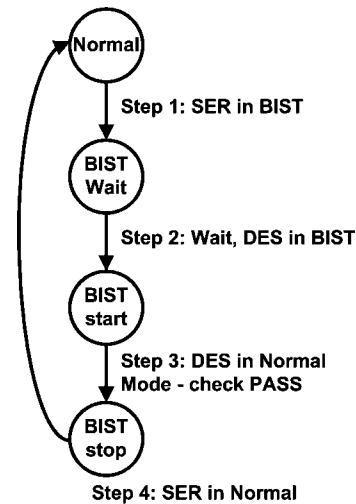 Normal
Step 1: SER in BIST
BIST
Wait
Step 2: Wait, DES in BIST
BIST
start
Step 3: DES in Normal
Mode - check PASS
BIST
stop
Step 4: SER in Normal